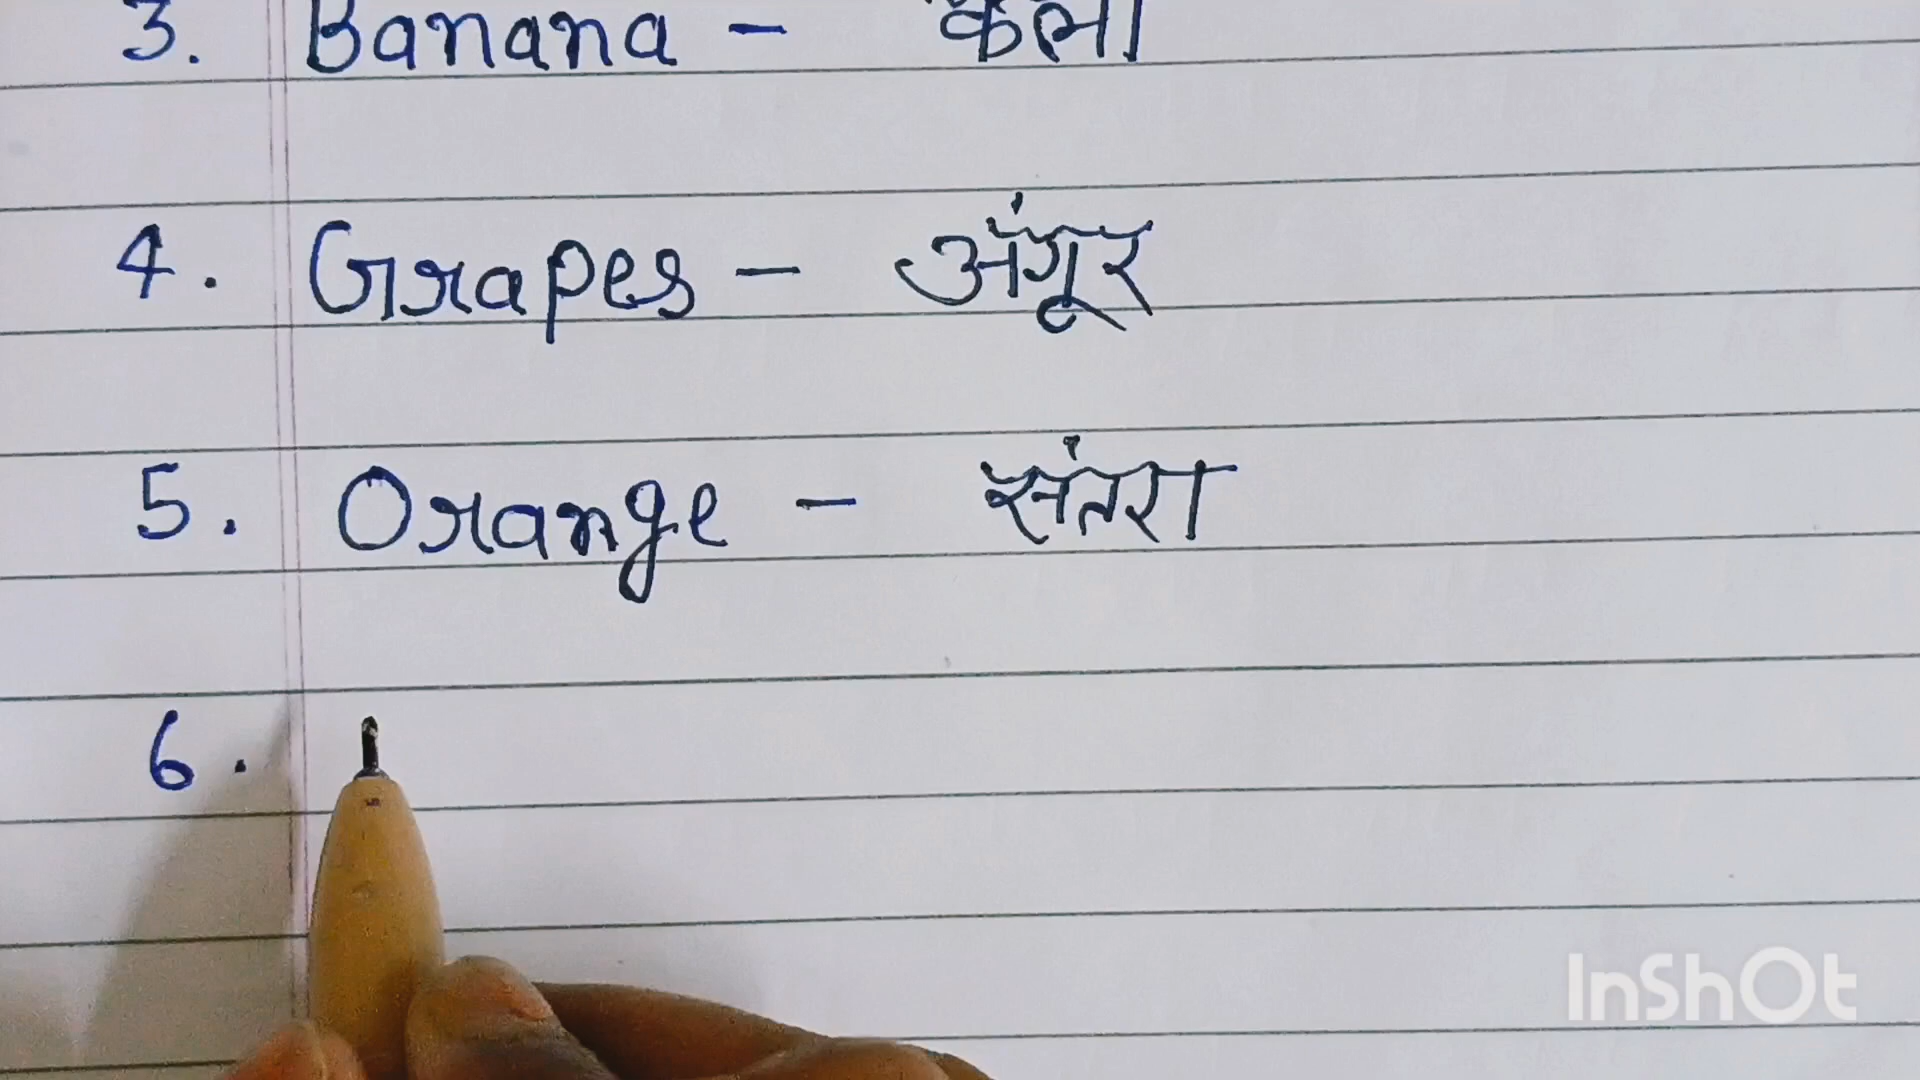 3. Banana - केला
4. Grapes - अंगूर
5. Orange - संतरा
6.
InShOt